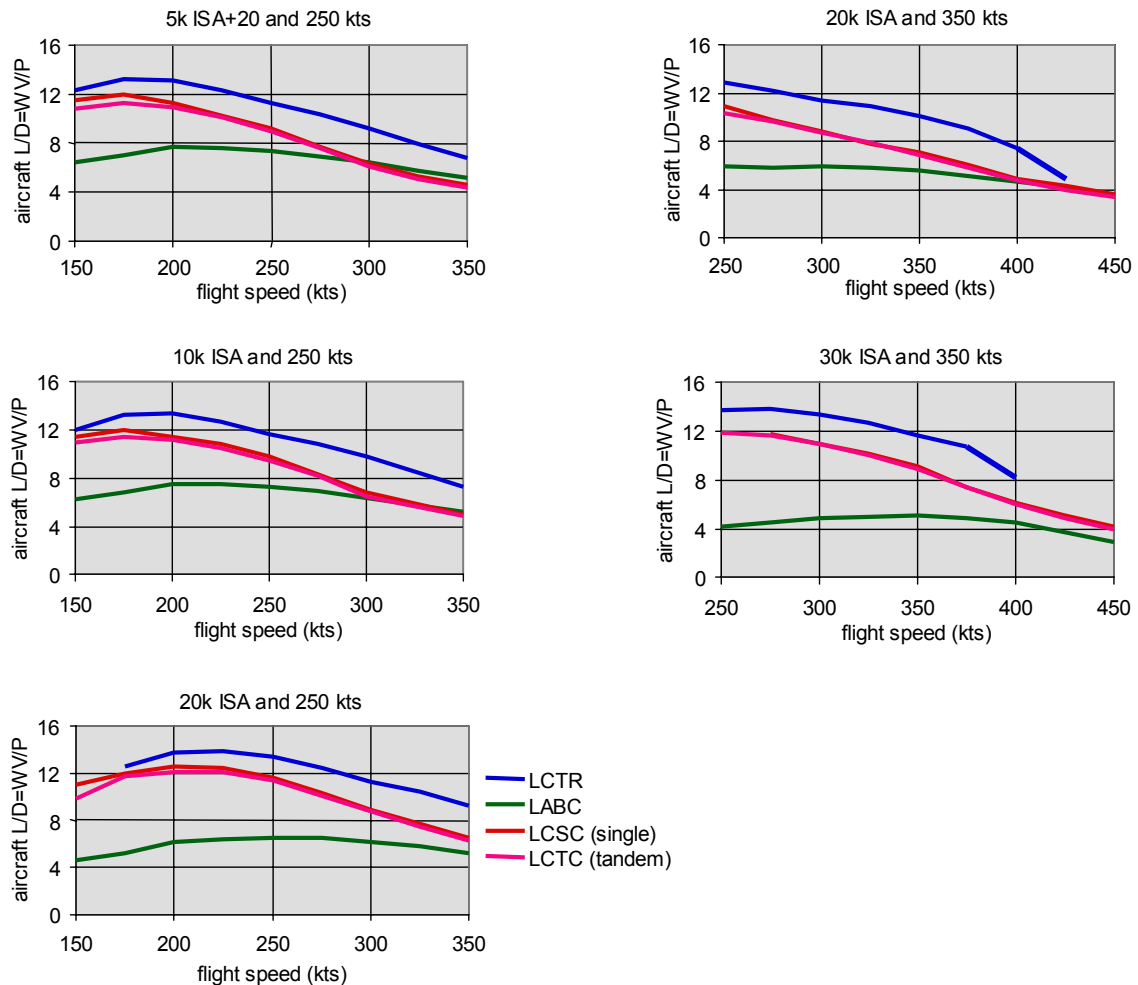 5k ISA+20 and 250 kts
aircraft L/D=WV/P
16
12
8
4
0
150 200 250 300 350
flight speed (kts)
20k ISA and 350 kts
aircraft L/D=WV/P
16
12
8
4
0
250 300 350 400 450
flight speed (kts)
10k ISA and 250 kts
aircraft L/D=WV/P
16
12
8
4
0
150 200 250 300 350
flight speed (kts)
30k ISA and 350 kts
aircraft L/D=WV/P
16
12
8
4
0
250 300 350 400 450
flight speed (kts)
20k ISA and 250 kts
aircraft L/D=WV/P
16
12
8
4
0
150 200 250 300 350
flight speed (kts)
LCTR
LABC
LCSC (single)
LCTC (tandem)